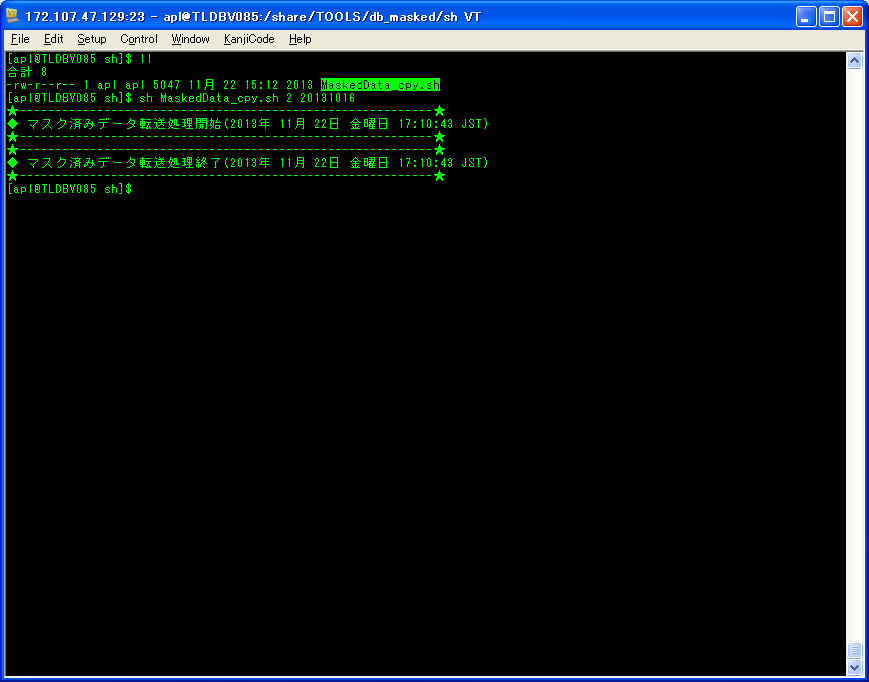 172.107.47.129:23 - apl@TLDBV085:/share/TOOLS/db_masked/sh VT
File Edit Setup Control Window KanjiCode Help
[apl@TLDBV085 sh]$ ll
合計 8
-rw-r--r-- 1 apl apl 5047 11月 22 15:12 2013 MaskedData_cpy.sh
[apl@TLDBV085 sh]$ sh MaskedData_cpy.sh 2 20131016
★-----------------------------------------------------------★
◆ マスク済みデータ転送処理開始(2013年 11月 22日 金曜日 17:10:43 JST)
★-----------------------------------------------------------★
★-----------------------------------------------------------★
◆ マスク済みデータ転送処理終了(2013年 11月 22日 金曜日 17:10:43 JST)
★-----------------------------------------------------------★
[apl@TLDBV085 sh]$